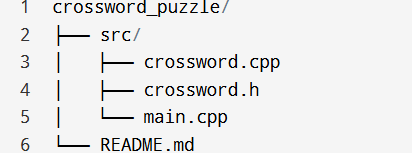 1 crossword_puzzle/
2 ├── src/
3 │   ├── crossword.cpp
4 │   ├── crossword.h
5 │   └── main.cpp
6 └── README.md